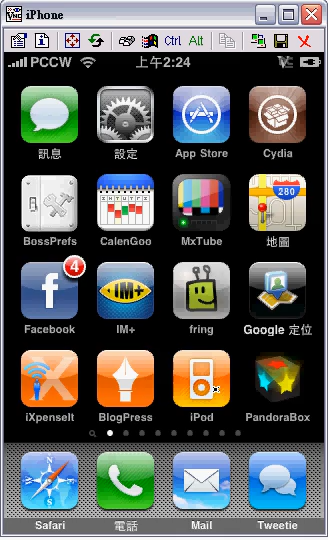 iPhone
Ctrl Alt
PCCW 上午2:24
訊息 設定 App Store Cydia
280
BossPrefs CalenGoo MxTube 地圖
4
Facebook IM+ fring Google 定位
iXpenseIt BlogPress iPod PandoraBox
Safari 電話 Mail Tweetie